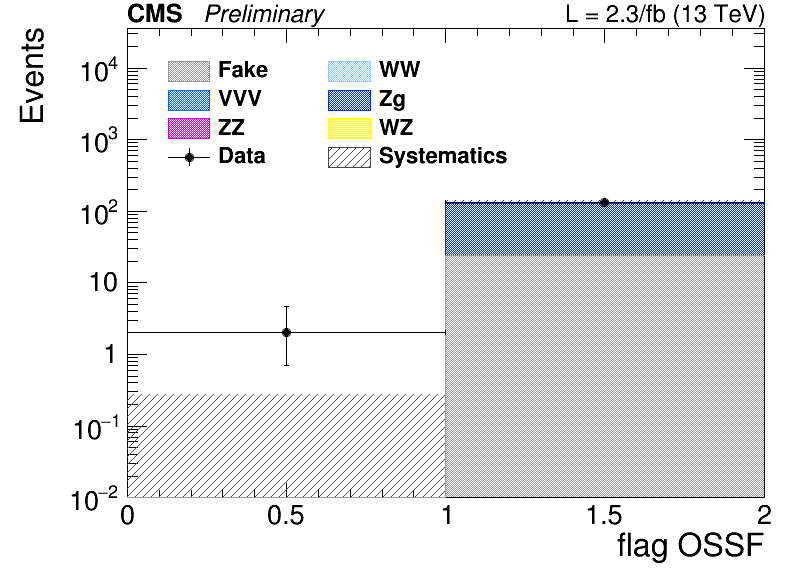 CMS Preliminary L = 2.3/fb (13 TeV)
Events
10⁴
10³
10²
10
1
10⁻¹
10⁻²
Fake WW
VVV Zg
ZZ WZ
Data Systematics
0 0.5 1 1.5 2
flag OSSF